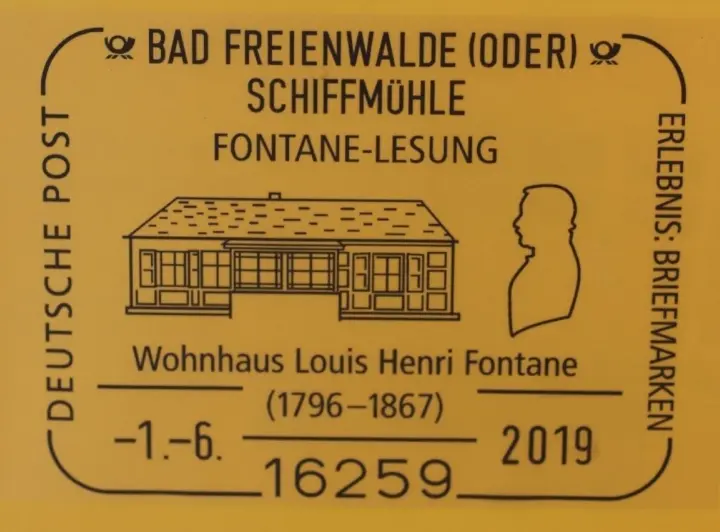 BAD FREIENWALDE (ODER)
SCHIFFMÜHLE
FONTANE-LESUNG
DEUTSCHE POST
ERLEBNIS: BRIEFMARKEN
Wohnhaus Louis Henri Fontane
(1796–1867)
–1.–6. 2019
16259